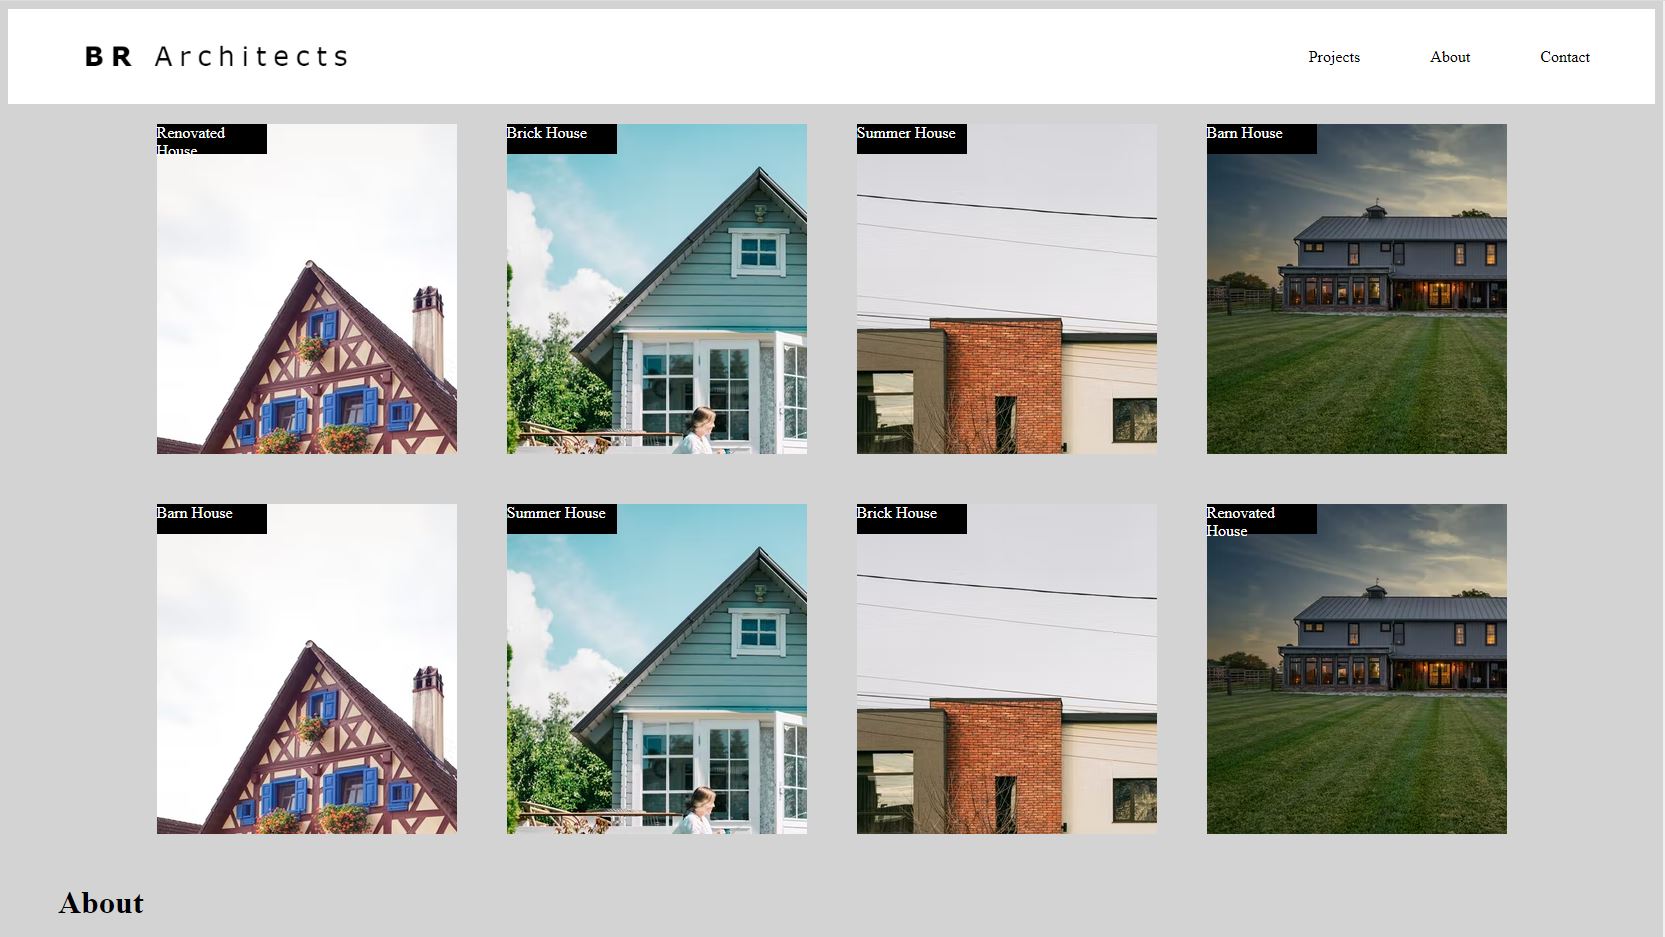 BR Architects
Projects About Contact
Renovated
House
Brick House
Summer House
Barn House
Barn House
Summer House
Brick House
Renovated
House
About